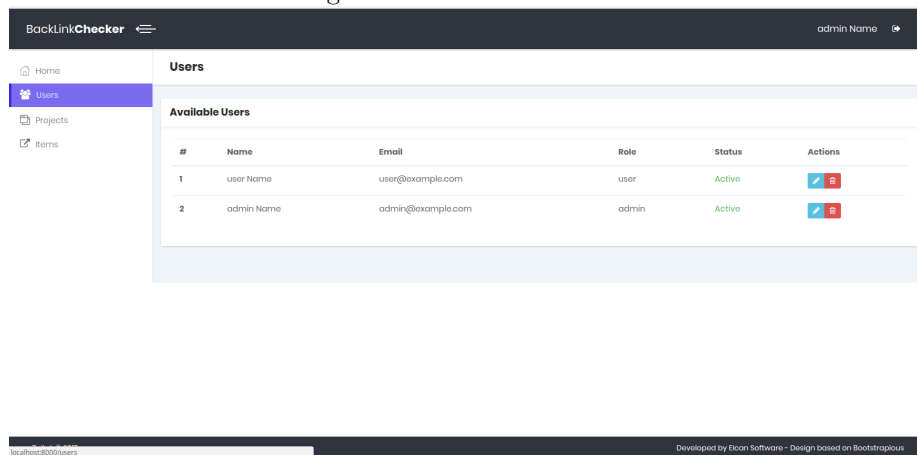 BackLinkChecker admin Name
Home
Users
Projects
Items
Users
Available Users
# Name Email Role Status Actions
1 user Name user@example.com user Active
2 admin Name admin@example.com admin Active
localhost:8000/users
Developed by Elcan Software - Design based on Bootstrapious